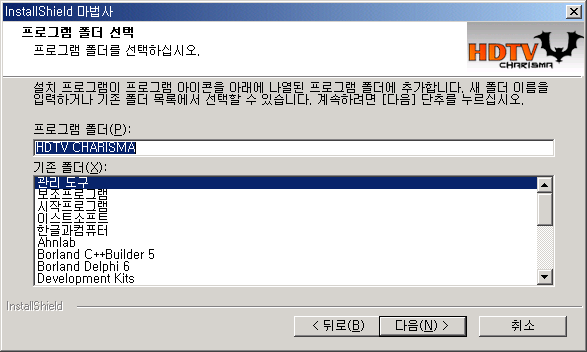 InstallShield 마법사
프로그램 폴더 선택
프로그램 폴더를 선택하십시오.
HDTV
CHARISMA
설치 프로그램이 프로그램 아이콘을 아래에 나열된 프로그램 폴더에 추가합니다. 새 폴더 이름을
입력하거나 기존 폴더 목록에서 선택할 수 있습니다. 계속하려면 [다음] 단추를 누르십시오.
프로그램 폴더(P):
HDTV CHARISMA
기존 폴더(X):
관리 도구
보조프로그램
시작프로그램
이스트소프트
한글과컴퓨터
Ahnlab
Borland C++Builder 5
Borland Delphi 6
Development Kits
InstallShield
< 뒤로(B)
다음(N) >
취소